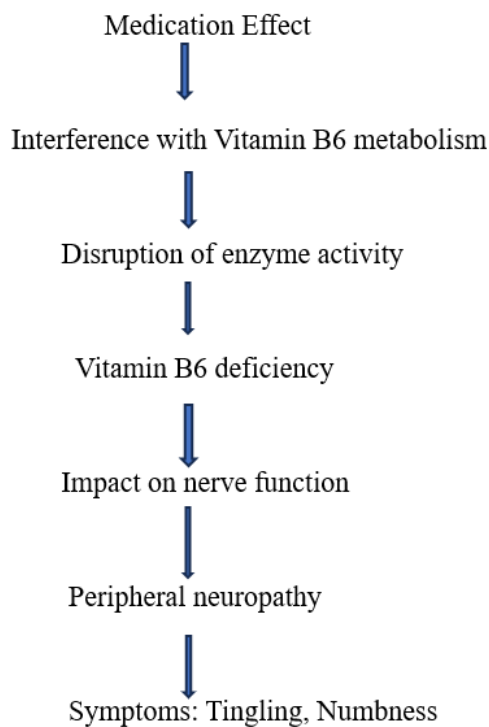 Medication Effect
Interference with Vitamin B6 metabolism
Disruption of enzyme activity
Vitamin B6 deficiency
Impact on nerve function
Peripheral neuropathy
Symptoms: Tingling, Numbness